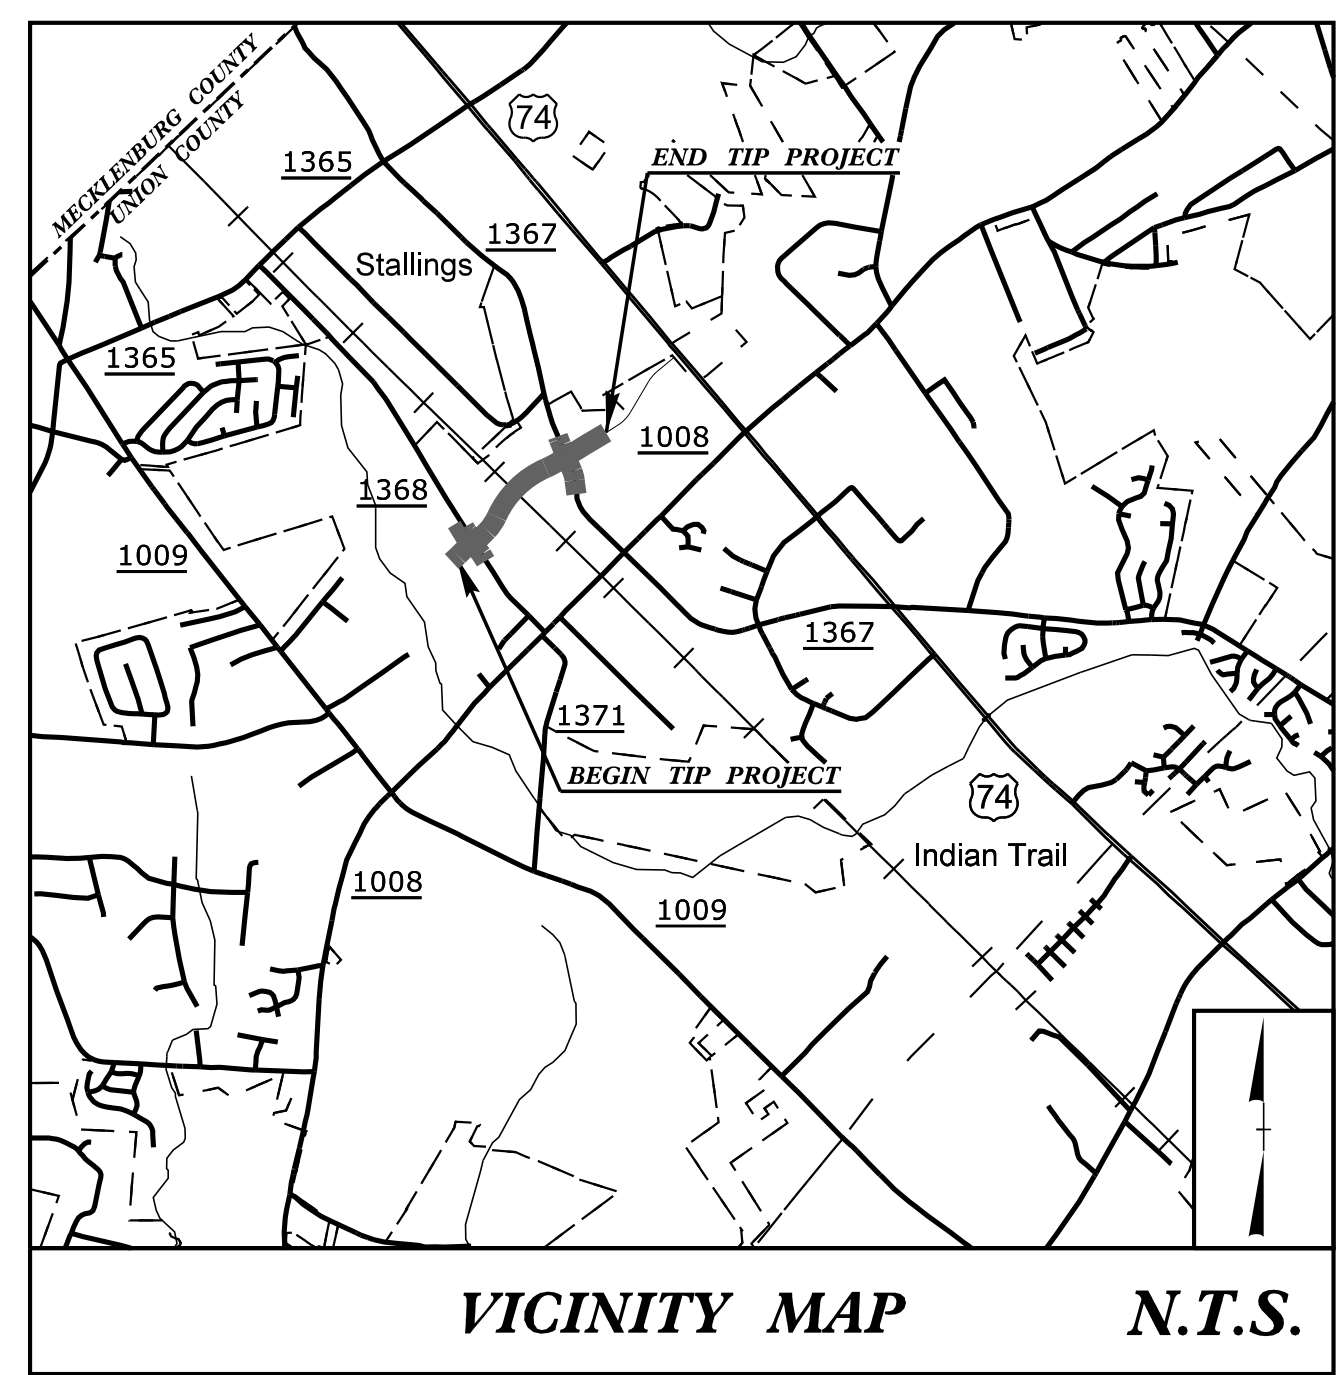 MECKLENBURG COUNTY
UNION COUNTY
74
1365
END TIP PROJECT
1367
Stallings
1365
1008
1368
1009
1367
1371
BEGIN TIP PROJECT
74
Indian Trail
1008
1009
VICINITY MAP
N.T.S.